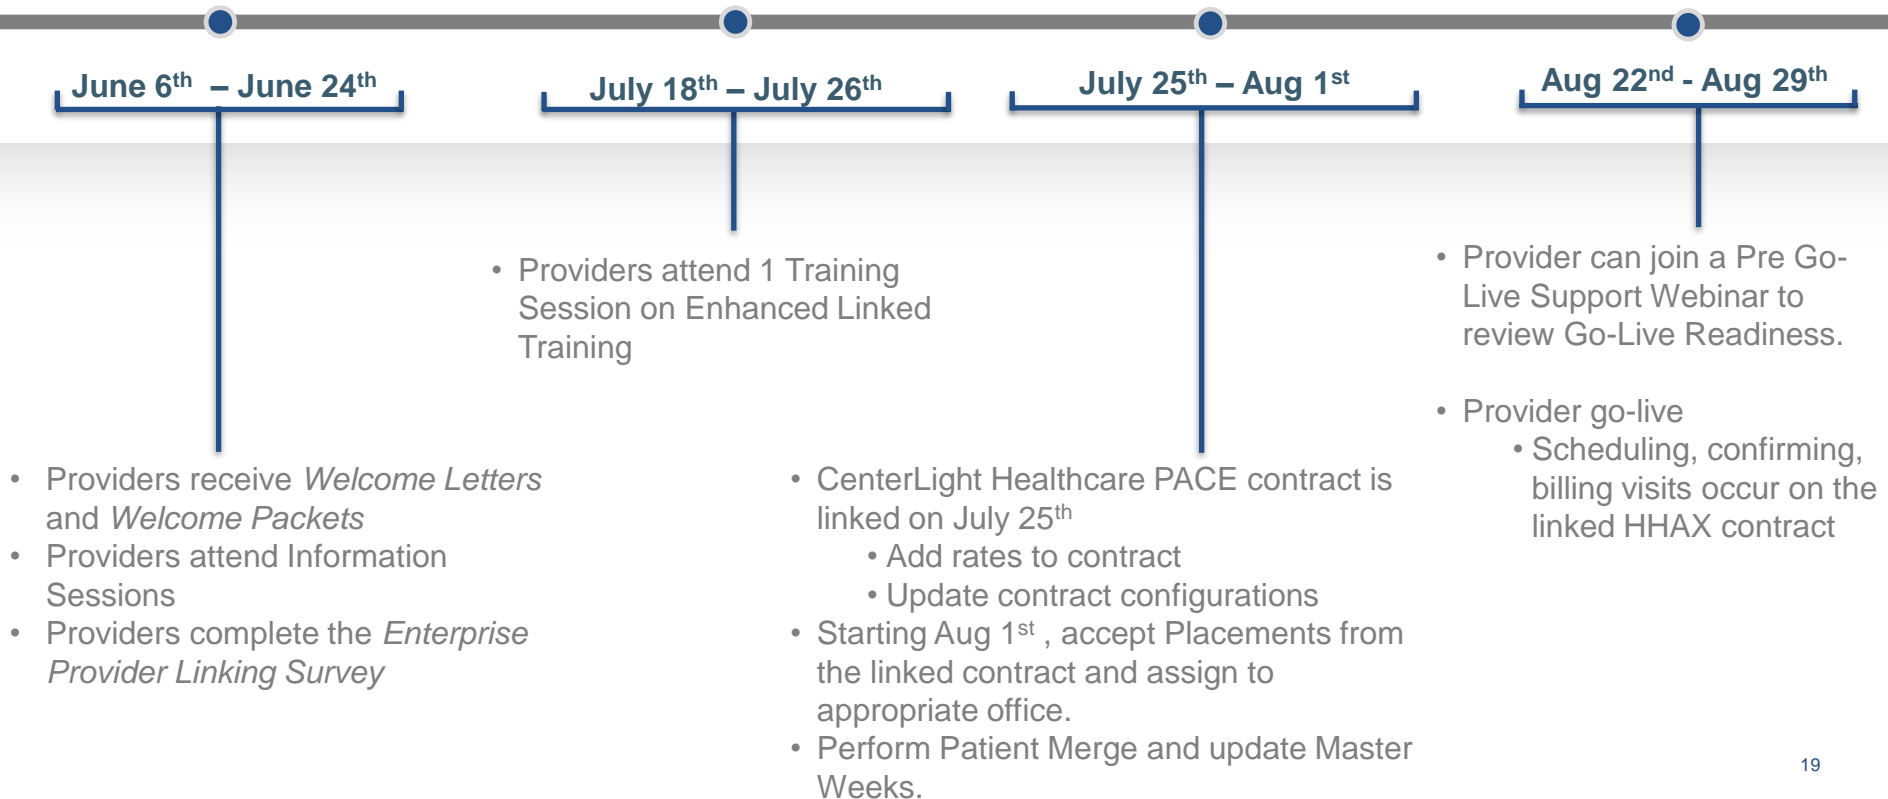 June 6th – June 24th
• Providers receive Welcome Letters
and Welcome Packets
• Providers attend Information
Sessions
• Providers complete the Enterprise
Provider Linking Survey
July 18th – July 26th
• Providers attend 1 Training
Session on Enhanced Linked
Training
July 25th – Aug 1st
• CenterLight Healthcare PACE contract is
linked on July 25th
• Add rates to contract
• Update contract configurations
• Starting Aug 1st , accept Placements from
the linked contract and assign to
appropriate office.
• Perform Patient Merge and update Master
Weeks.
Aug 22nd - Aug 29th
• Provider can join a Pre Go-
Live Support Webinar to
review Go-Live Readiness.
• Provider go-live
• Scheduling, confirming,
billing visits occur on the
linked HHAX contract
19